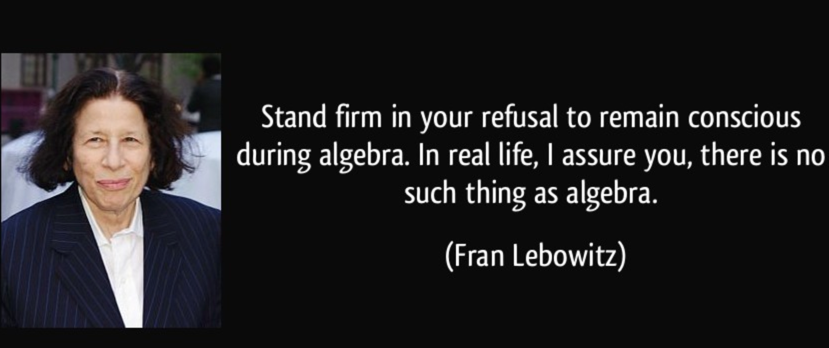 Stand firm in your refusal to remain conscious
during algebra. In real life, I assure you, there is no
such thing as algebra.
(Fran Lebowitz)